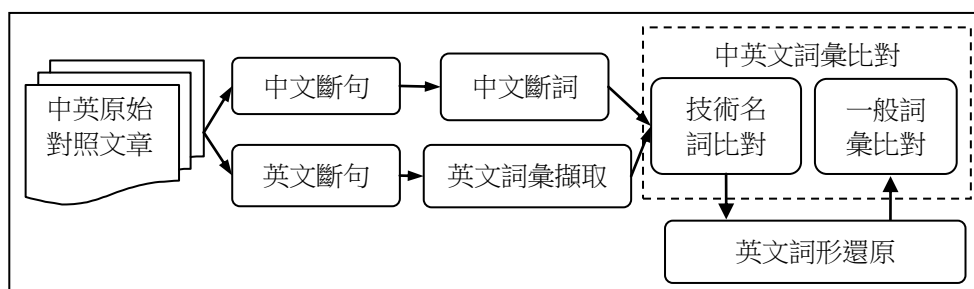 中英文詞彙比對
中英原始
對照文章
中文斷句
中文斷詞
技術名
詞比對
一般詞
彙比對
英文斷句
英文詞彙擷取
英文詞形還原